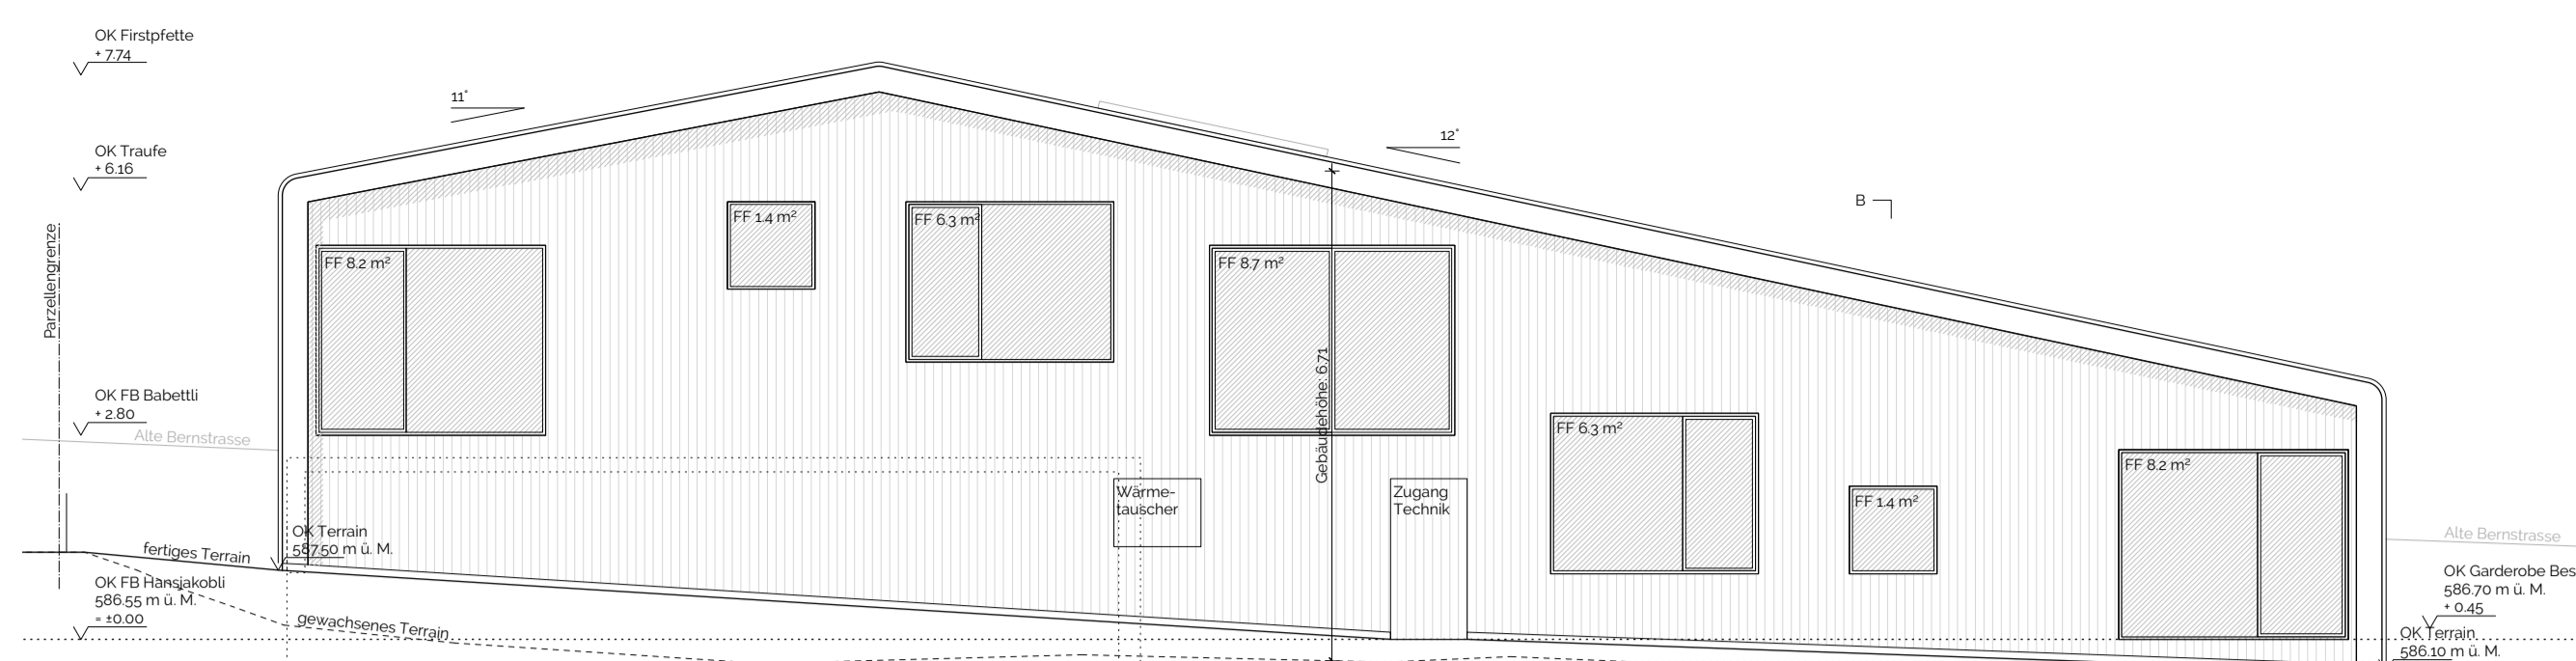 OK Firstpfette
+ 7.74
11°
OK Traufe
+ 6.16
12°
B
Parzellengrenze
FF 1.4 m²
FF 6.3 m²
FF 8.2 m²
FF 8.7 m²
Gebäudehöhe: 6.71
OK FB Babettli
+ 2.80
Alte Bernstrasse
FF 6.3 m²
FF 8.2 m²
FF 1.4 m²
Wärme-
tauscher
Zugang
Technik
OK Terrain
587.50 m ü. M.
fertiges Terrain
OK FB Hansjakobli
586.55 m ü. M.
= ±0.00
gewachsenes Terrain
Alte Bernstrasse
OK Garderobe Bes
586.70 m ü. M.
+ 0.45
OK Terrain
586.10 m ü. M.